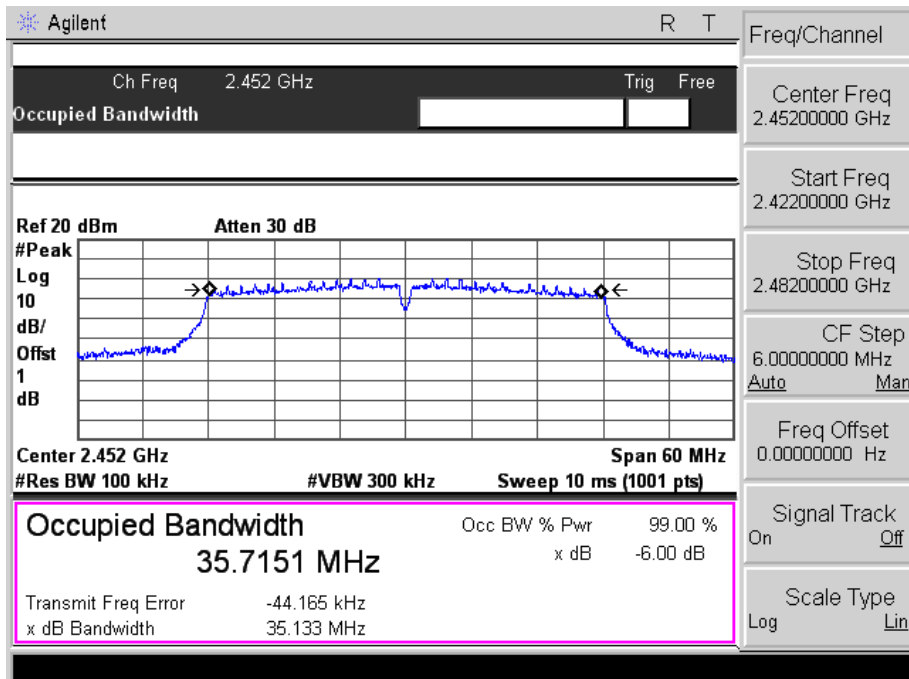 Agilent R T
Freq/Channel
Ch Freq 2.452 GHz Trig Free
Occupied Bandwidth
Center Freq
2.45200000 GHz
Start Freq
2.42200000 GHz
Stop Freq
2.48200000 GHz
CF Step
6.00000000 MHz
Auto Man
Freq Offset
0.00000000 Hz
Signal Track
On Off
Scale Type
Log Lin
Ref 20 dBm Atten 30 dB
#Peak
Log
10
dB/
Offst
1
dB
Center 2.452 GHz Span 60 MHz
#Res BW 100 kHz #VBW 300 kHz Sweep 10 ms (1001 pts)
Occupied Bandwidth
35.7151 MHz
Occ BW % Pwr 99.00 %
x dB -6.00 dB
Transmit Freq Error -44.165 kHz
x dB Bandwidth 35.133 MHz